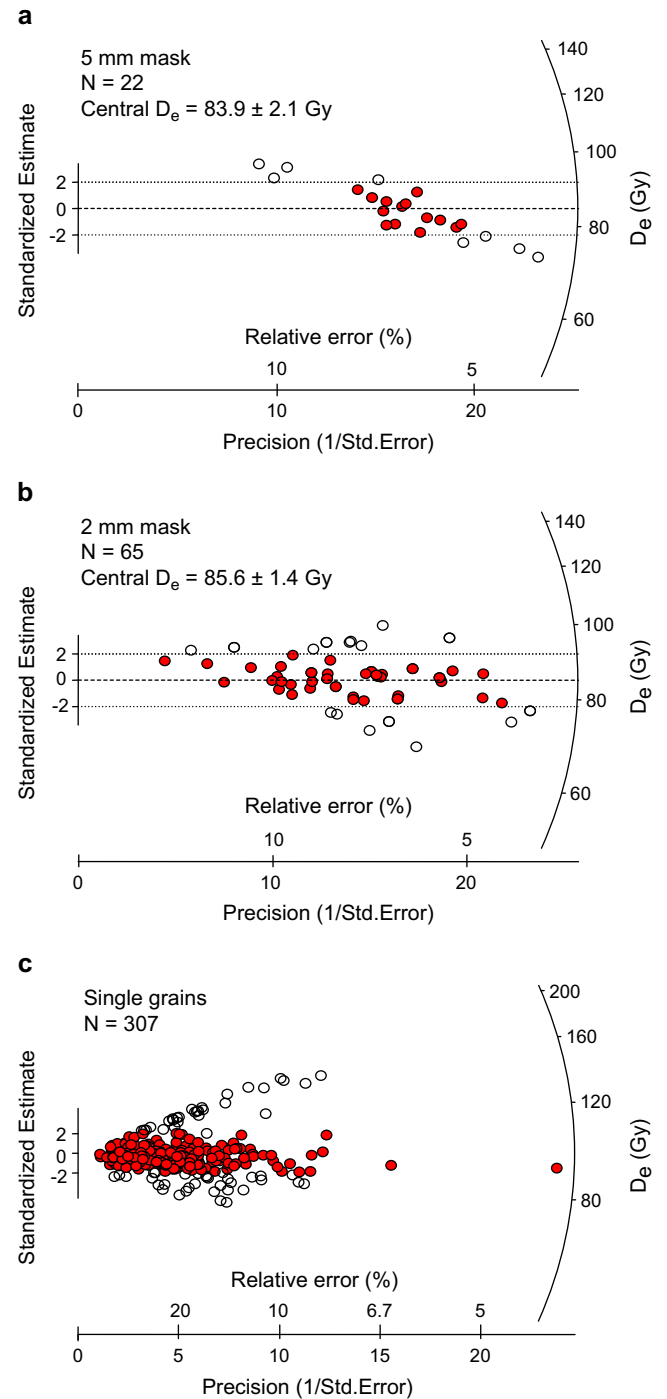 a
5 mm mask
N = 22
Central De = 83.9 ± 2.1 Gy
Standardized Estimate
2
0
-2
140
120
100
80
60
De (Gy)
Relative error (%)
10 5
0 10 20
Precision (1/Std.Error)
b
2 mm mask
N = 65
Central De = 85.6 ± 1.4 Gy
Standardized Estimate
2
0
-2
140
120
100
80
60
De (Gy)
Relative error (%)
10 5
0 10 20
Precision (1/Std.Error)
c
Single grains
N = 307
Standardized Estimate
2
0
-2
200
160
120
80
De (Gy)
Relative error (%)
20 10 6.7 5
0 5 10 15 20
Precision (1/Std.Error)